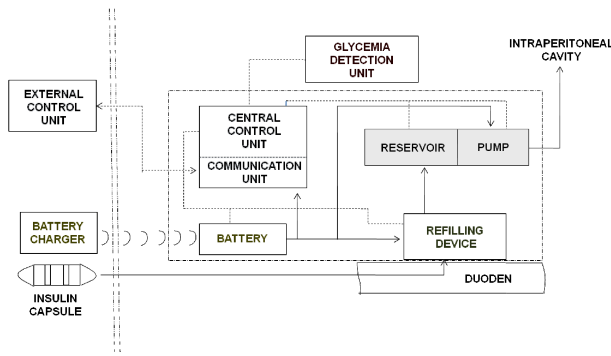 GLYCEMIA
DETECTION
UNIT
INTRAPERITONEAL
CAVITY
EXTERNAL
CONTROL
UNIT
CENTRAL
CONTROL
UNIT
COMMUNICATION
UNIT
RESERVOIR
PUMP
BATTERY
CHARGER
BATTERY
REFILLING
DEVICE
DUODEN
INSULIN
CAPSULE